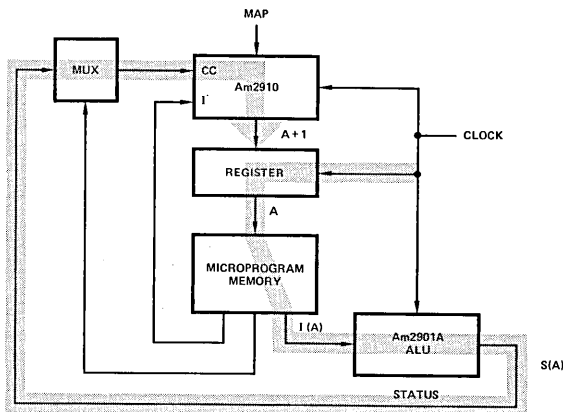 MAP
MUX
CC
Am2910
I
A + 1
CLOCK
REGISTER
A
MICROPROGRAM
MEMORY
I (A)
Am2901A
ALU
S(A)
STATUS